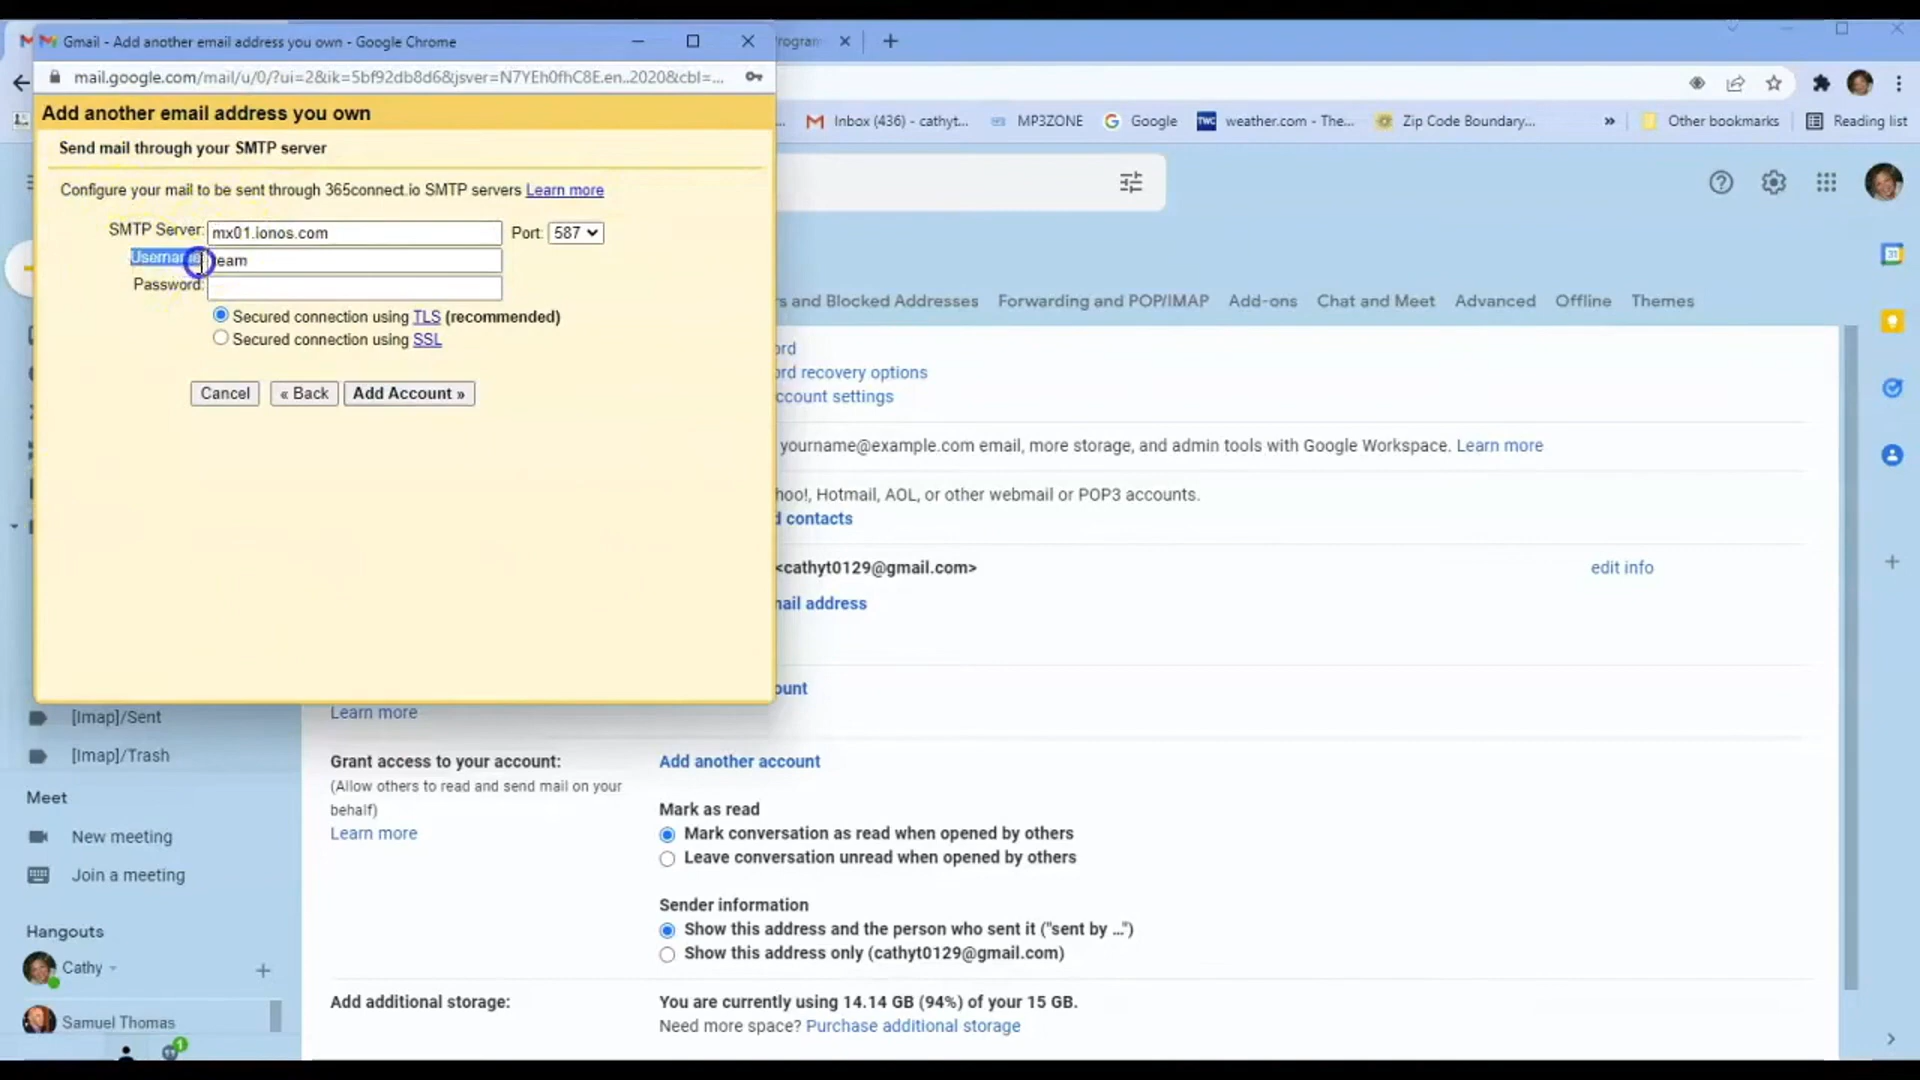 Gmail - Add another email address you own - Google Chrome
mail.google.com/mail/u/0/?ui=2&ik=5bf92db8d6&jsver=N7YEh0fhC8E.en..2020&cbl=...
Inbox (436) - cathyt...
MP3ZONE
Google
weather.com - The...
Zip Code Boundary...
»
Other bookmarks
Reading list
Add another email address you own
Send mail through your SMTP server
Configure your mail to be sent through 365connect.io SMTP servers Learn more
SMTP Server: mx01.ionos.com Port: 587
Username: team
Password:
Secured connection using TLS (recommended)
Secured connection using SSL
Cancel « Back Add Account »
and Blocked Addresses Forwarding and POP/IMAP Add-ons Chat and Meet Advanced Offline Themes
recovery options
settings
yourname@example.com email, more storage, and admin tools with Google Workspace. Learn more
Hotmail, AOL, or other webmail or POP3 accounts.
contacts
<cathyt0129@gmail.com> edit info
address
Learn more
Grant access to your account:
(Allow others to read and send mail on your
behalf)
Learn more
Add another account
Mark as read
Mark conversation as read when opened by others
Leave conversation unread when opened by others
Sender information
Show this address and the person who sent it ("sent by ...")
Show this address only (cathyt0129@gmail.com)
Add additional storage:
You are currently using 14.14 GB (94%) of your 15 GB.
Need more space? Purchase additional storage
[Imap]/Sent
[Imap]/Trash
Meet
New meeting
Join a meeting
Hangouts
Cathy
Samuel Thomas
1
31